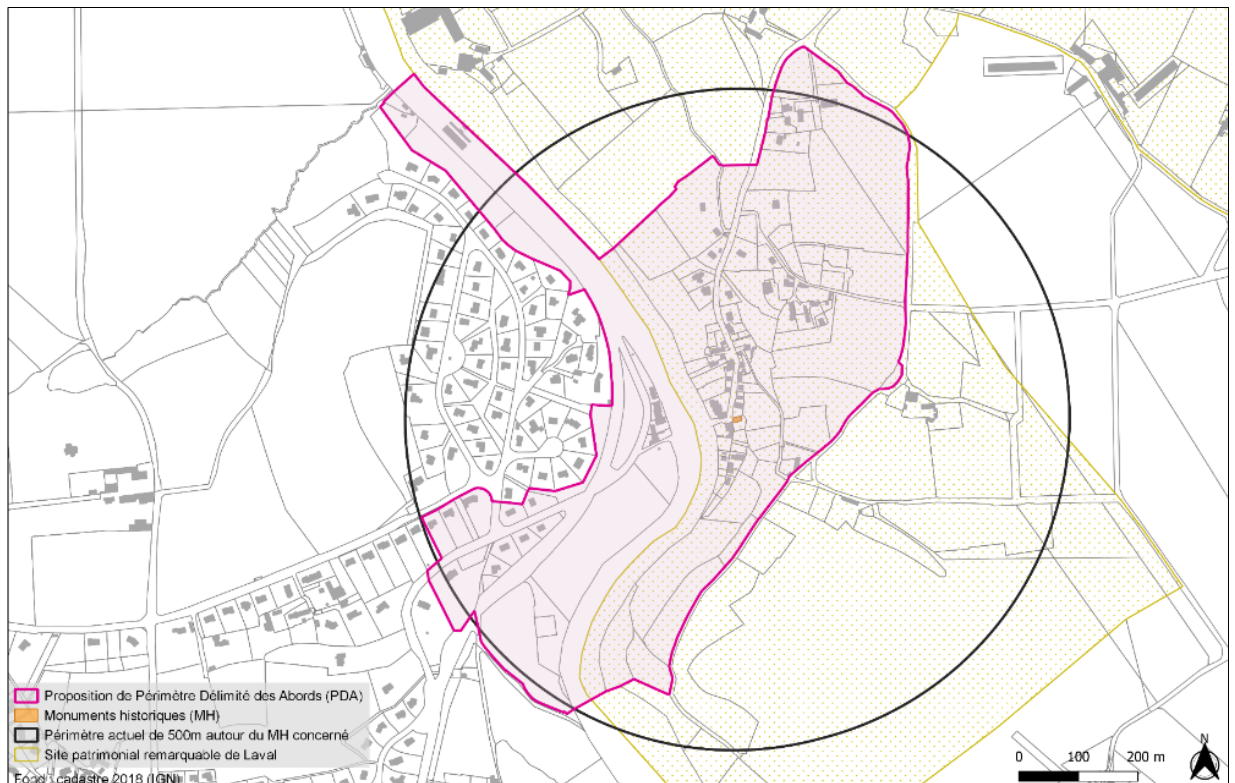 Proposition de Périmètre Délimité des Abords (PDA)
Monuments historiques (MH)
Périmètre actuel de 500m autour du MH concerné
Site patrimonial remarquable de Laval
Fond : cadastre 2018 (IGN)
0 100 200 m
N